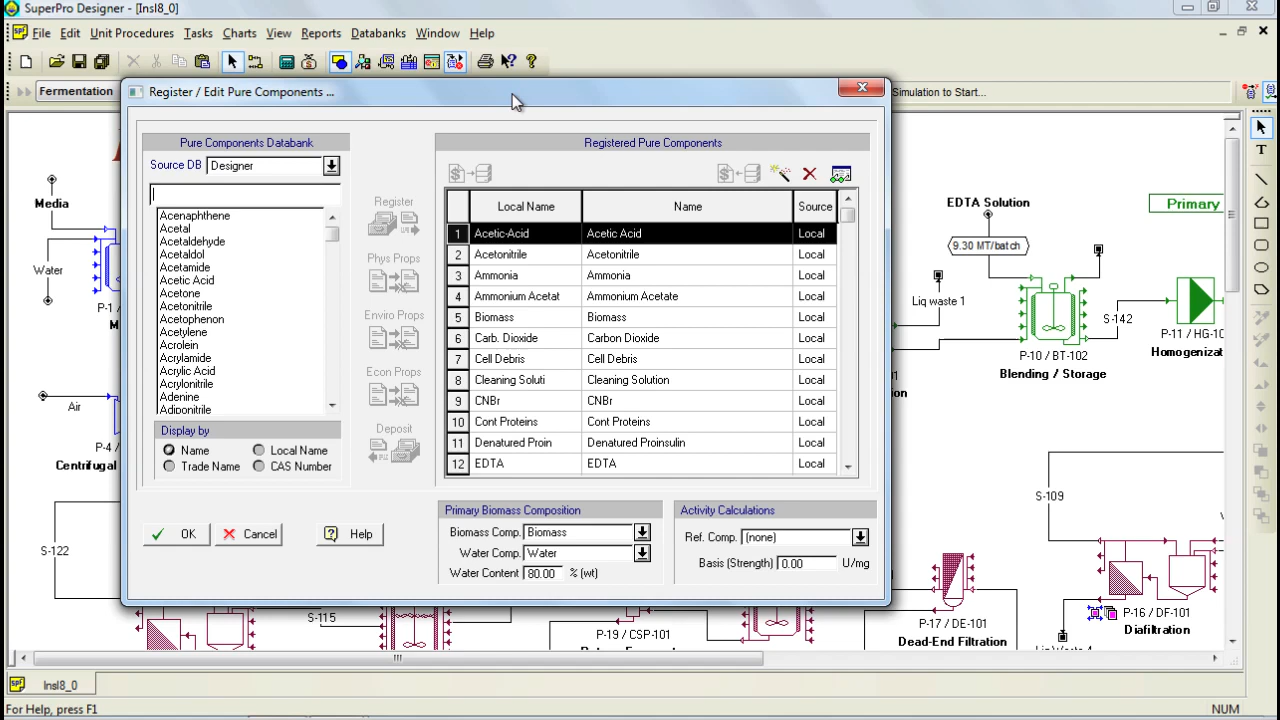 SuperPro Designer - [Insl8_0]
File Edit Unit Procedures Tasks Charts View Reports Databanks Window Help
Fermentation
Register / Edit Pure Components ...
Simulation to Start...
Pure Components Databank
Registered Pure Components
Source DB Designer
Acenaphthene
Acetal
Acetaldehyde
Acetaldol
Acetamide
Acetic Acid
Acetone
Acetonitrile
Acetophenon
Acetylene
Acrolein
Acrylamide
Acrylic Acid
Acrylonitrile
Adenine
Adiponitrile
Display by
Name
Local Name
Trade Name
CAS Number
Register
Phys Props
Enviro Props
Econ Props
Deposit
Local Name Name Source
1 Acetic-Acid Acetic Acid Local
2 Acetonitrile Acetonitrile Local
3 Ammonia Ammonia Local
4 Ammonium Acetat Ammonium Acetate Local
5 Biomass Biomass Local
6 Carb. Dioxide Carbon Dioxide Local
7 Cell Debris Cell Debris Local
8 Cleaning Soluti Cleaning Solution Local
9 CNBr CNBr Local
10 Cont Proteins Cont Proteins Local
11 Denatured Proin Denatured Proinsulin Local
12 EDTA EDTA Local
OK
Cancel
Help
Primary Biomass Composition
Biomass Comp. Biomass
Water Comp. Water
Water Content 80.00 % (wt)
Activity Calculations
Ref. Comp. (none)
Basis (Strength) 0.00 U/mg
Media
Water
P-1 /
Air
P-4 /
Centrifugal
S-122
S-115
P-19 / CSP-101
EDTA Solution
9.30 MT/batch
Primary
Liq waste 1
S-142
P-10 / BT-102
Blending / Storage
P-11 / HG-10
Homogenizat
S-109
P-17 / DE-101
Dead-End Filtration
P-16 / DF-101
Diafiltration
Insl8_0
For Help, press F1
NUM